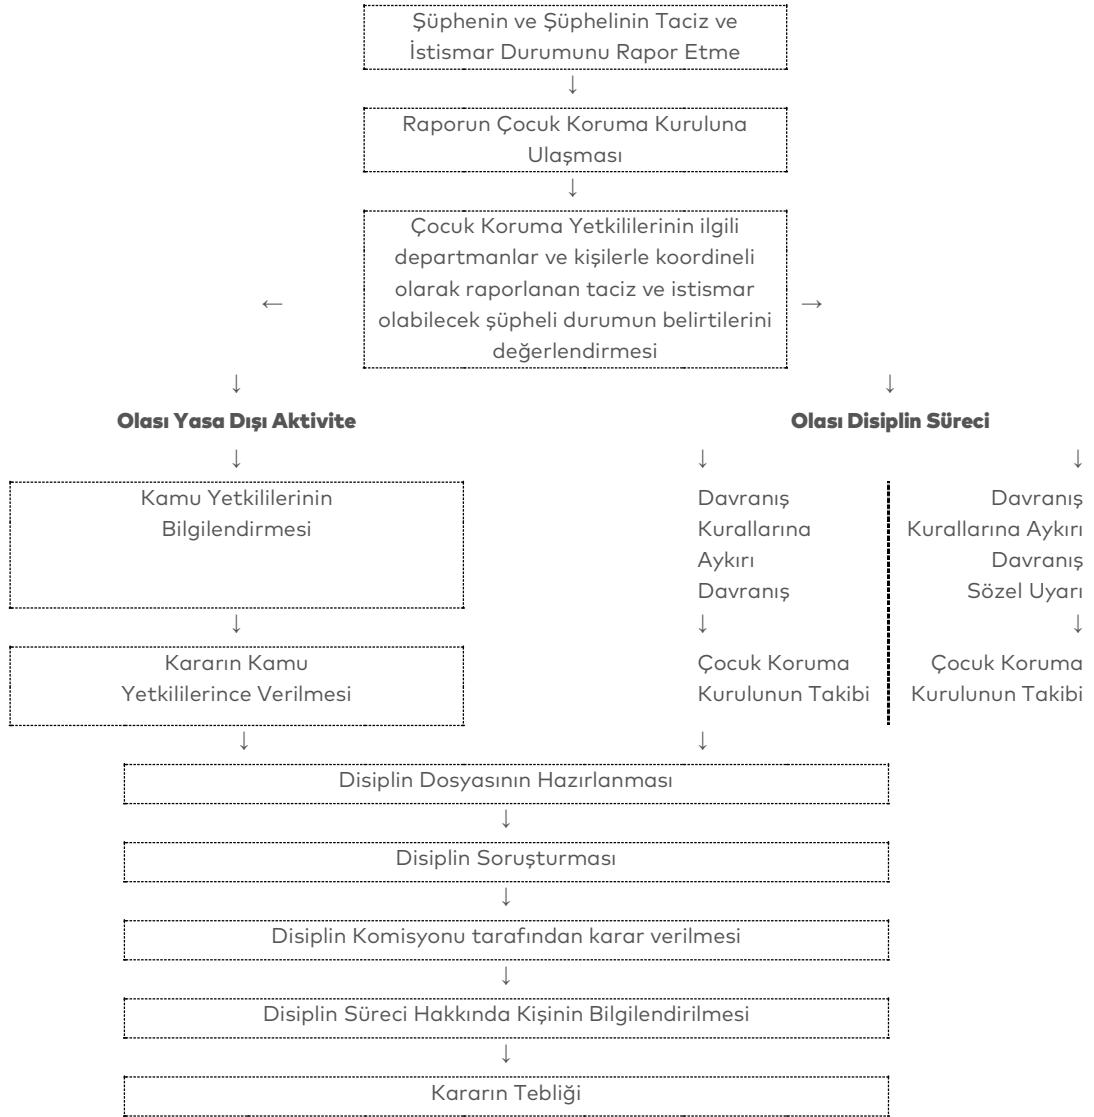 Şüphenin ve Şüphelinin Taciz ve
İstismar Durumunu Rapor Etme
↓
Raporun Çocuk Koruma Kuruluna
Ulaşması
↓
Çocuk Koruma Yetkililerinin ilgili
departmanlar ve kişilerle koordineli
olarak raporlanan taciz ve istismar
← →
olabilecek şüpheli durumun belirtilerini
değerlendirmesi
↓ ↓
Olası Yasa Dışı Aktivite
↓
Kamu Yetkililerinin
Bilgilendirmesi
↓
Kararın Kamu
Yetkililerince Verilmesi
↓
Olası Disiplin Süreci
↓ ↓
Davranış
Kurallarına
Aykırı
Davranış
↓
Çocuk Koruma
Kurulunun Takibi
↓
Davranış
Kurallarına Aykırı
Davranış
Sözel Uyarı
↓
Çocuk Koruma
Kurulunun Takibi
Disiplin Dosyasının Hazırlanması
↓
Disiplin Soruşturması
↓
Disiplin Komisyonu tarafından karar verilmesi
↓
Disiplin Süreci Hakkında Kişinin Bilgilendirilmesi
↓
Kararın Tebliği